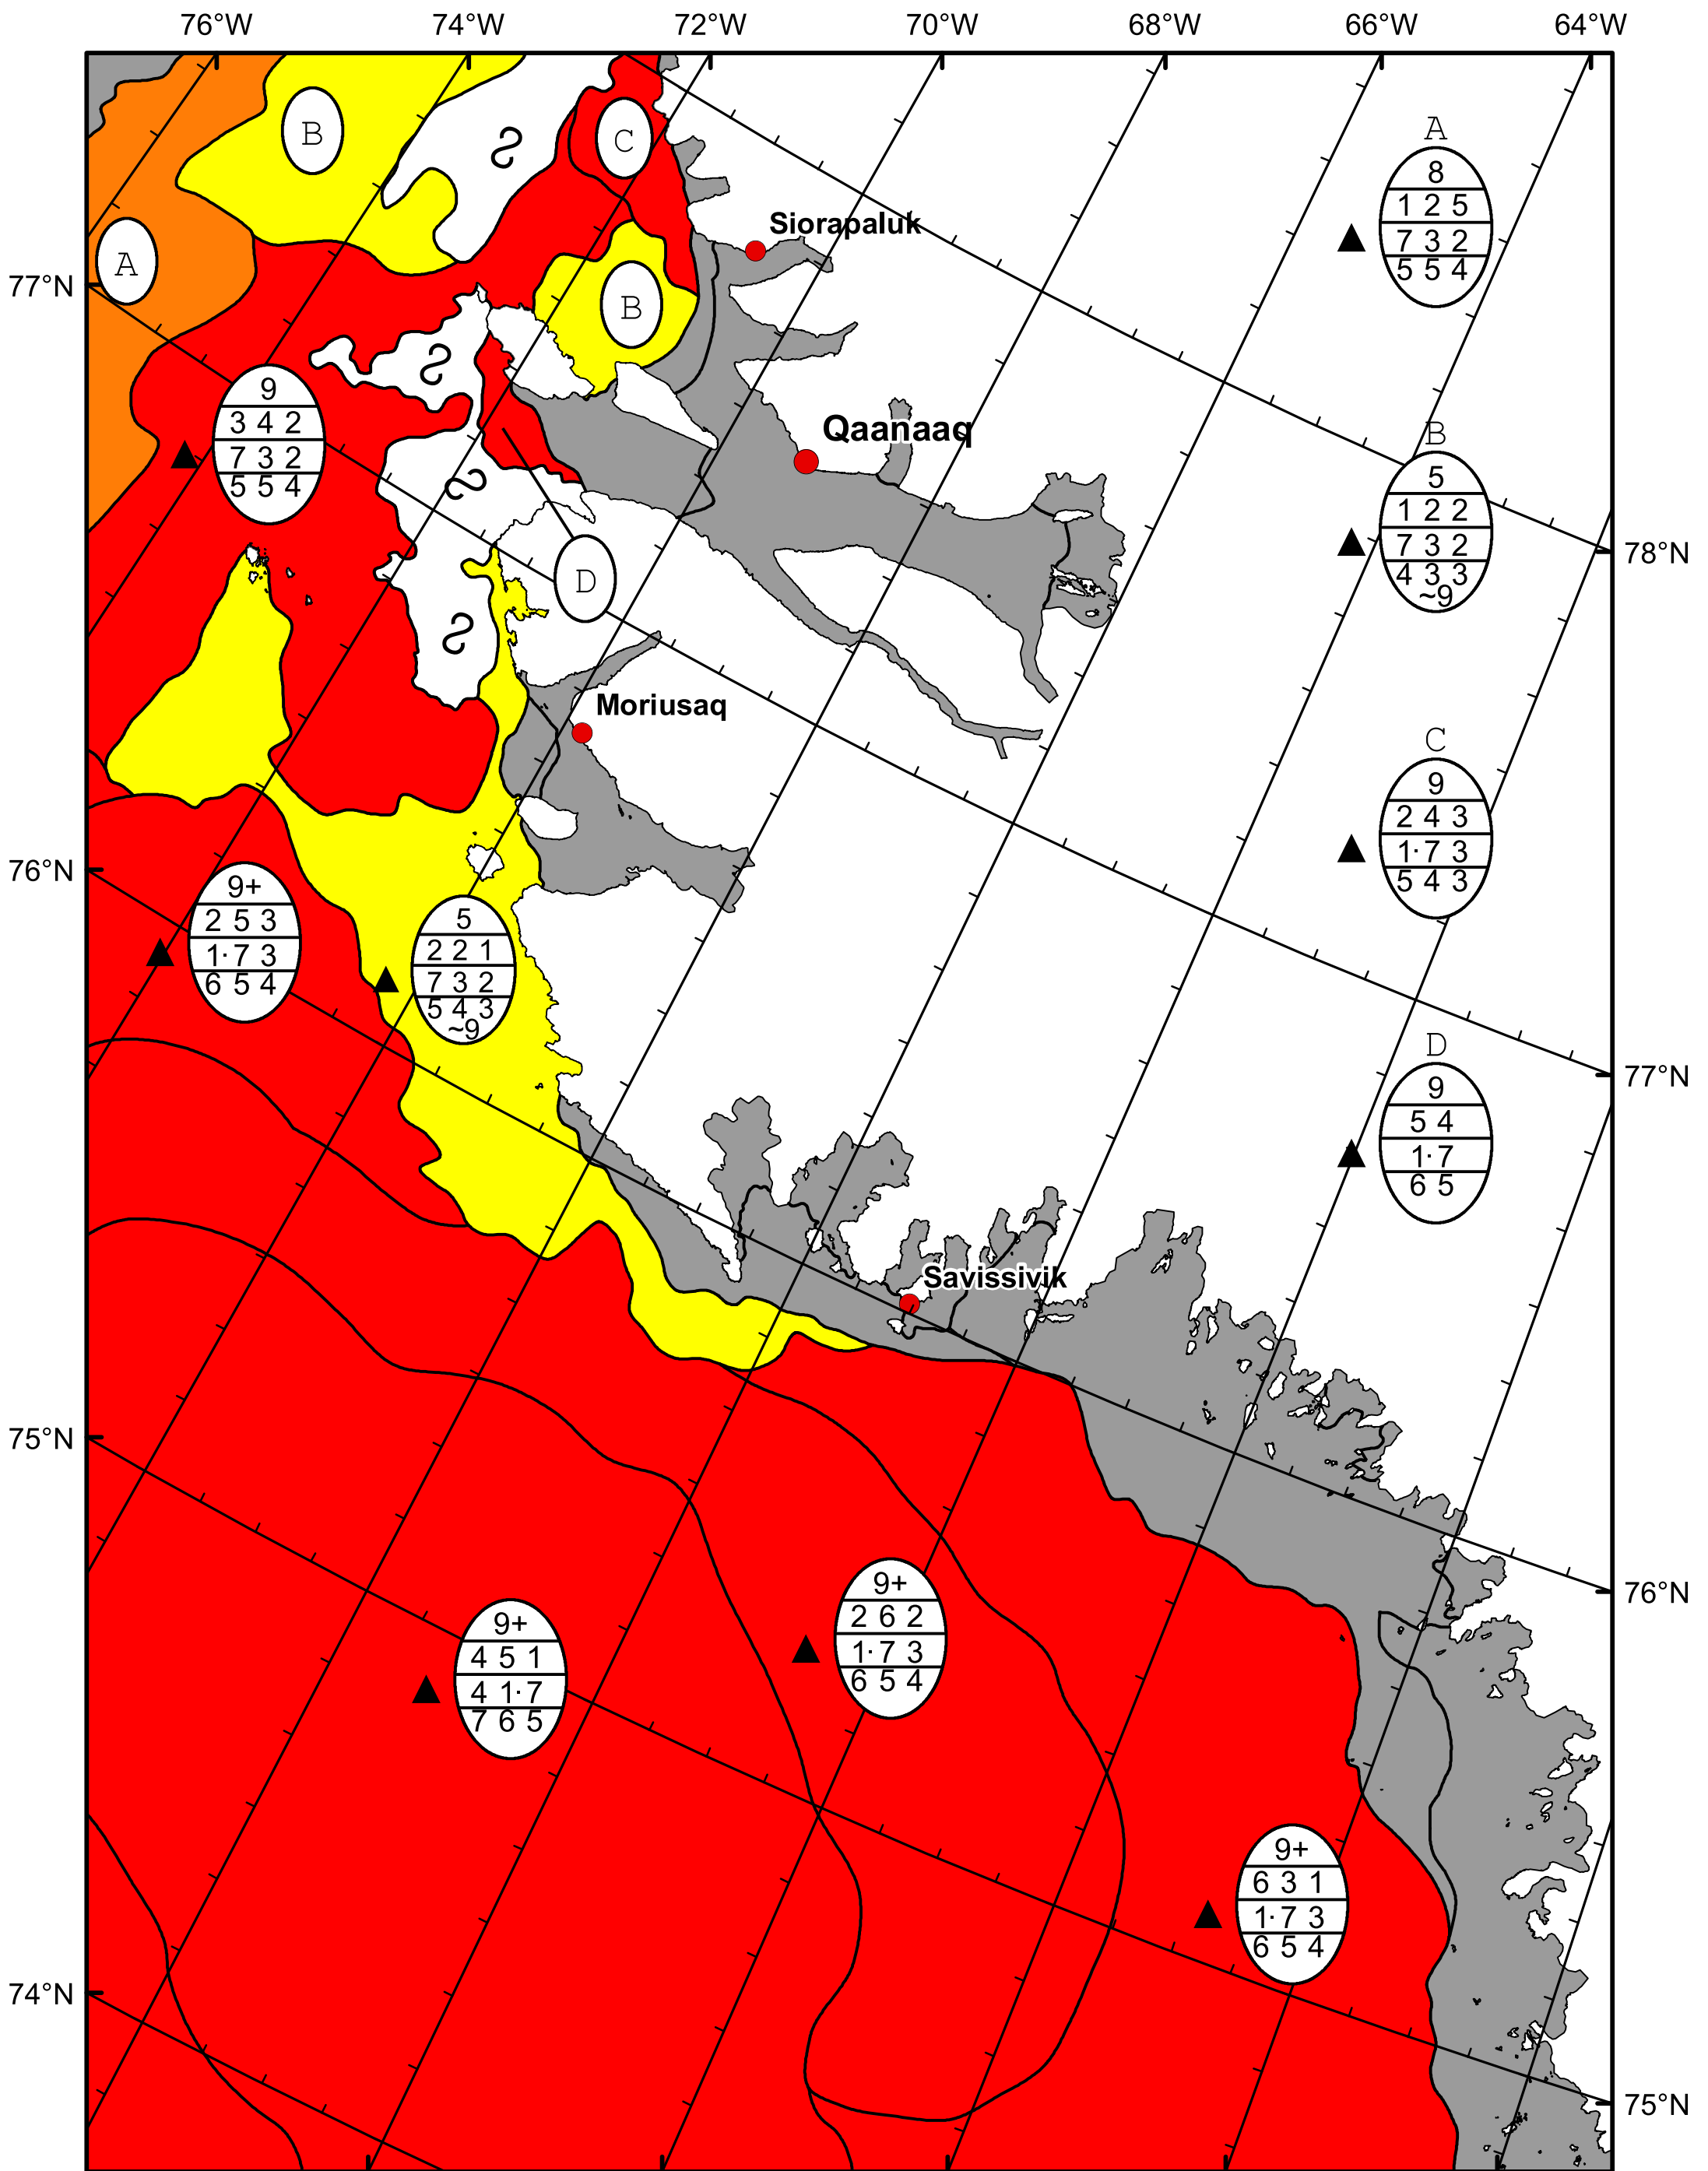 76°W 74°W 72°W 70°W 68°W 66°W 64°W
A
8
1 2 5
7 3 2
5 5 4
B
C
Siorapaluk
A
77°N
B
9
3 4 2
7 3 2
5 5 4
Qaanaaq
B
5
1 2 2
7 3 2
4 3 3
~9
78°N
D
Moriusaq
C
9
2 4 3
1· 7 3
5 4 3
76°N
9+
2 5 3
1· 7 3
6 5 4
5
2 2 1
7 3 2
5 4 3
~9
D
9
5 4
1· 7
6 5
77°N
Savissivik
75°N
9+
4 5 1
4 1· 7
7 6 5
9+
2 6 2
1· 7 3
6 5 4
76°N
9+
6 3 1
1· 7 3
6 5 4
74°N
75°N